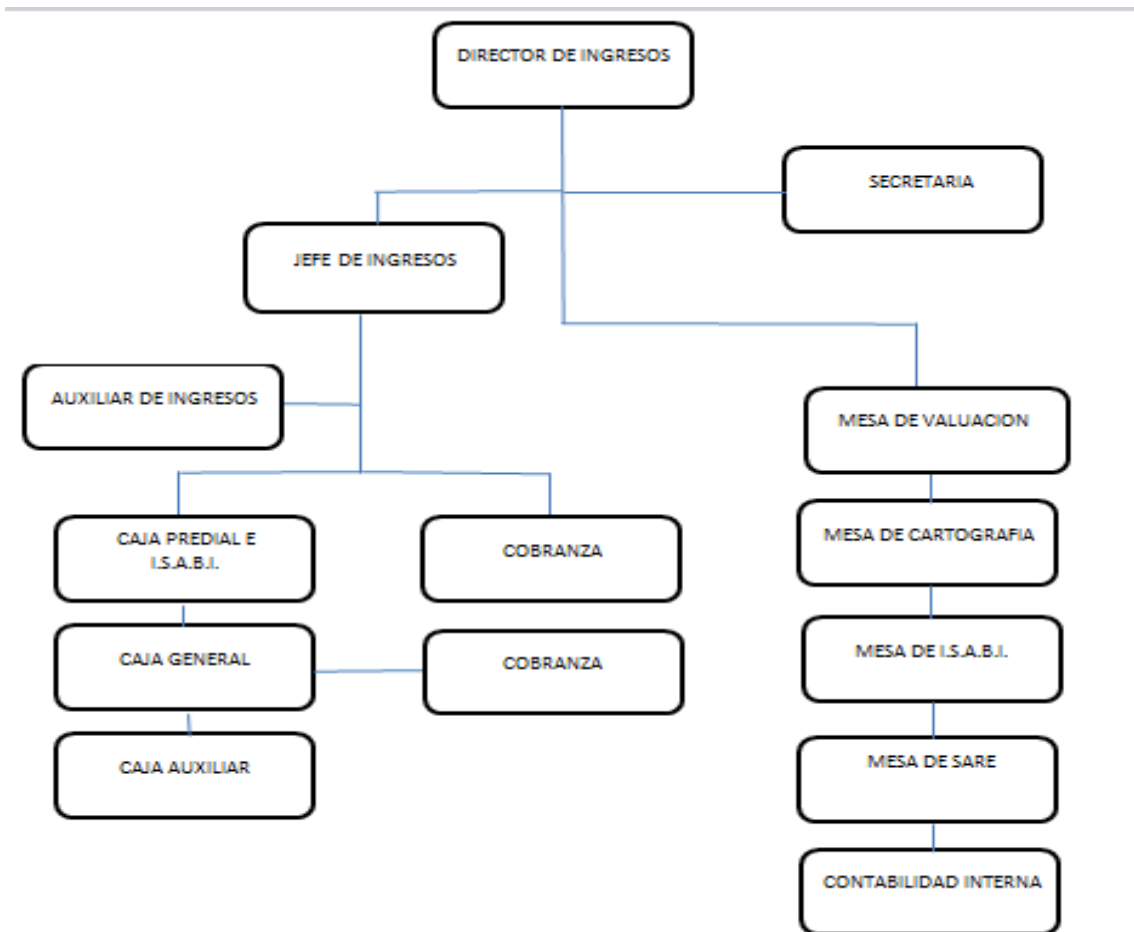 DIRECTOR DE INGRESOS
SECRETARIA
JEFE DE INGRESOS
AUXILIAR DE INGRESOS
MESA DE VALUACION
CAJA PREDIAL E
I.S.A.B.I.
COBRANZA
MESA DE CARTOGRAFIA
CAJA GENERAL
COBRANZA
MESA DE I.S.A.B.I.
CAJA AUXILIAR
MESA DE SARE
CONTABILIDAD INTERNA